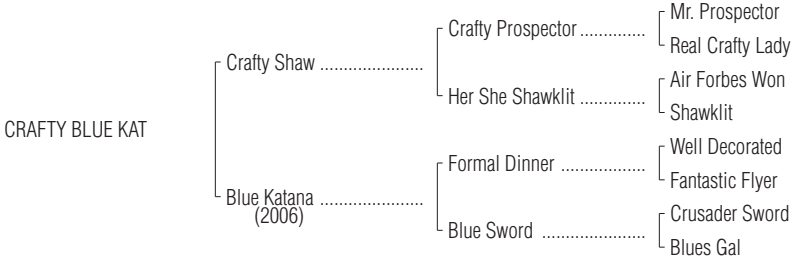 Mr. Prospector
Crafty Prospector ..............
Real Crafty Lady
Crafty Shaw ......................
Air Forbes Won
Her She Shawklit ..............
Shawklit
CRAFTY BLUE KAT
Well Decorated
Formal Dinner ..................
Fantastic Flyer
Blue Katana ......................
(2006)
Crusader Sword
Blue Sword ......................
Blues Gal